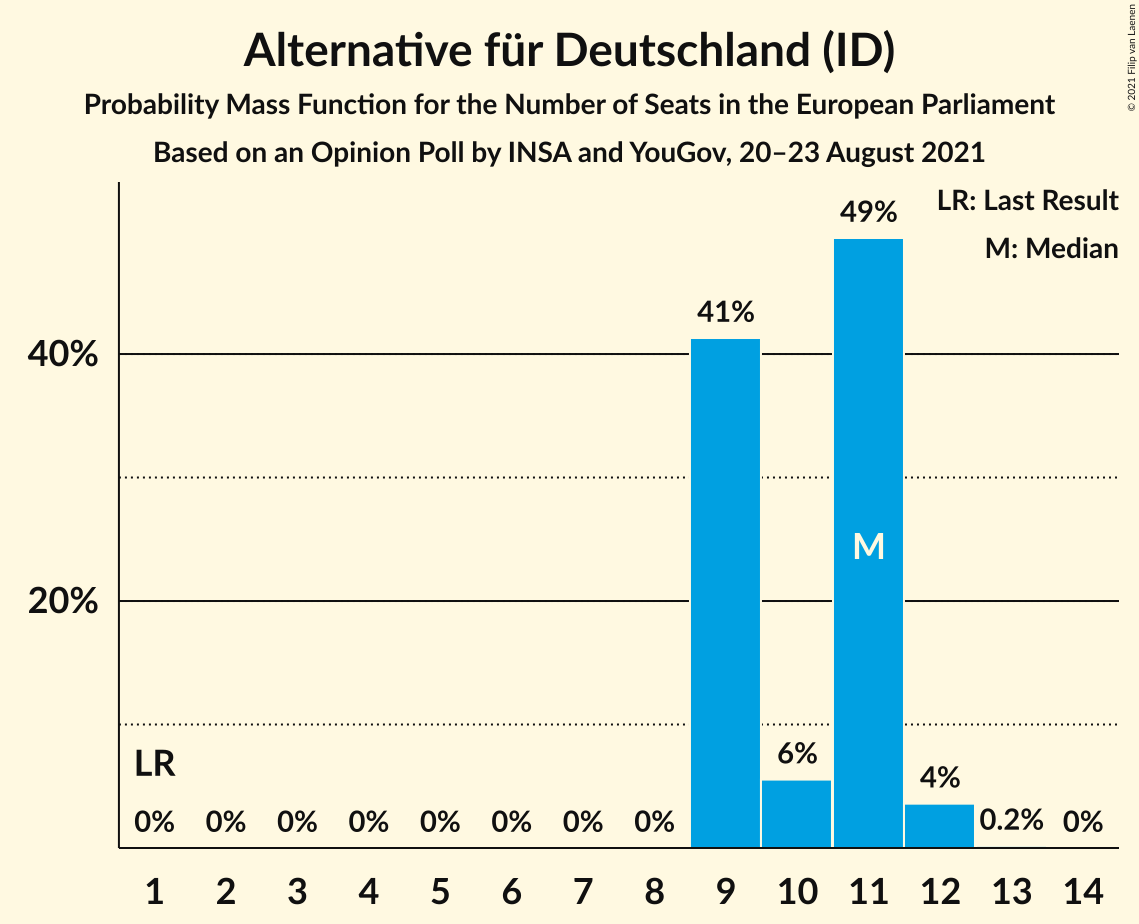 Alternative für Deutschland (ID)
Probability Mass Function for the Number of Seats in the European Parliament
Based on an Opinion Poll by INSA and YouGov, 20–23 August 2021
© 2021 Filip van Laenen
LR: Last Result
M: Median
49%
41%
40%
M
20%
LR
6%
4%
0% 0% 0% 0% 0% 0% 0% 0% 0.2% 0%
1 2 3 4 5 6 7 8 9 10 11 12 13 14